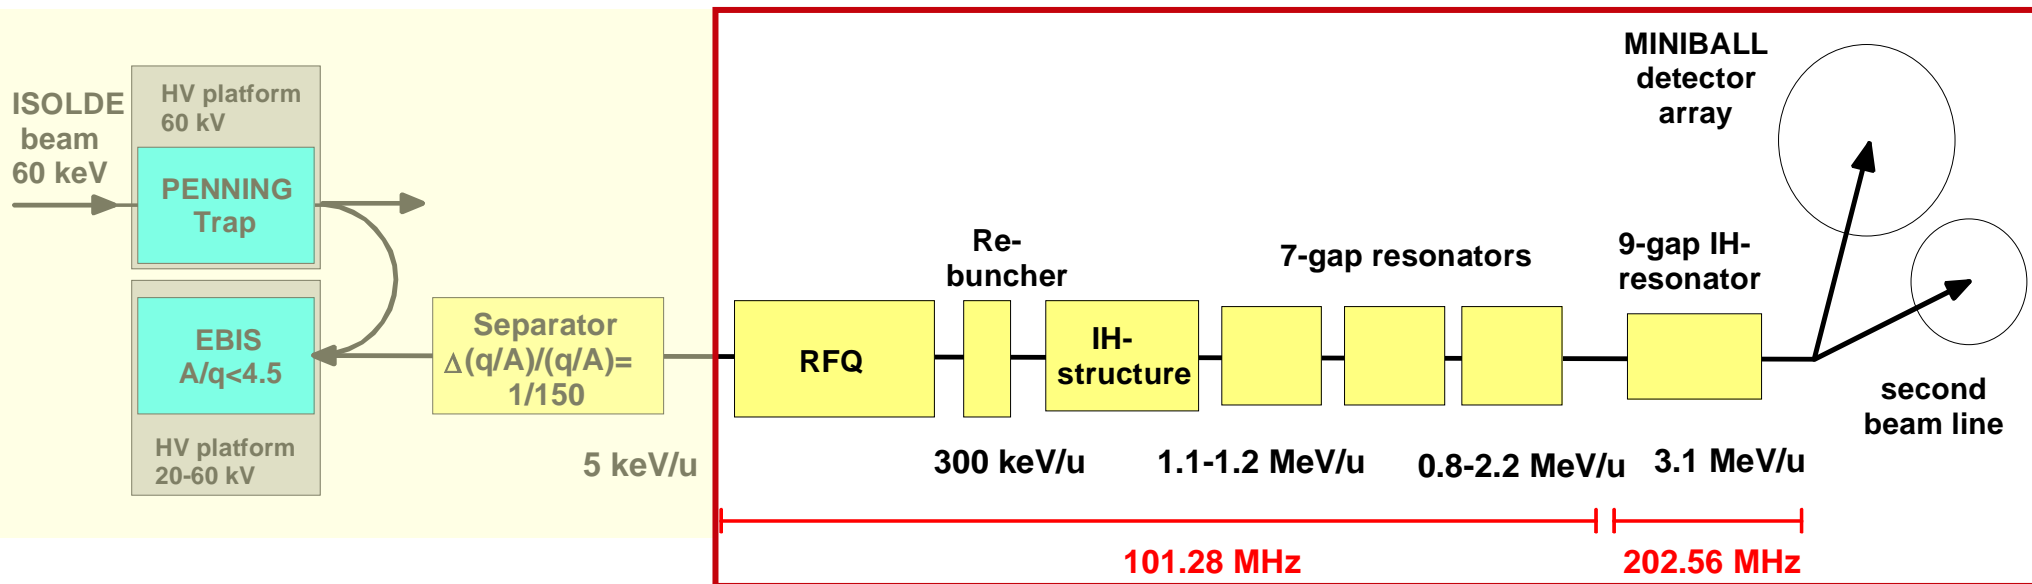 ISOLDE
beam
60 keV
HV platform
60 kV
PENNING
Trap
EBIS
A/q<4.5
HV platform
20-60 kV
Separator
Δ(q/A)/(q/A)=
1/150
5 keV/u
RFQ
Re-
buncher
300 keV/u
IH-
structure
1.1-1.2 MeV/u
7-gap resonators
0.8-2.2 MeV/u
9-gap IH-
resonator
3.1 MeV/u
MINIBALL
detector
array
second
beam line
101.28 MHz
202.56 MHz